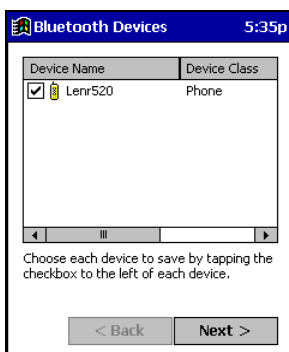 Bluetooth Devices 5:35p
Device Name Device Class
Lenr520 Phone
Choose each device to save by tapping the
checkbox to the left of each device.
< Back Next >